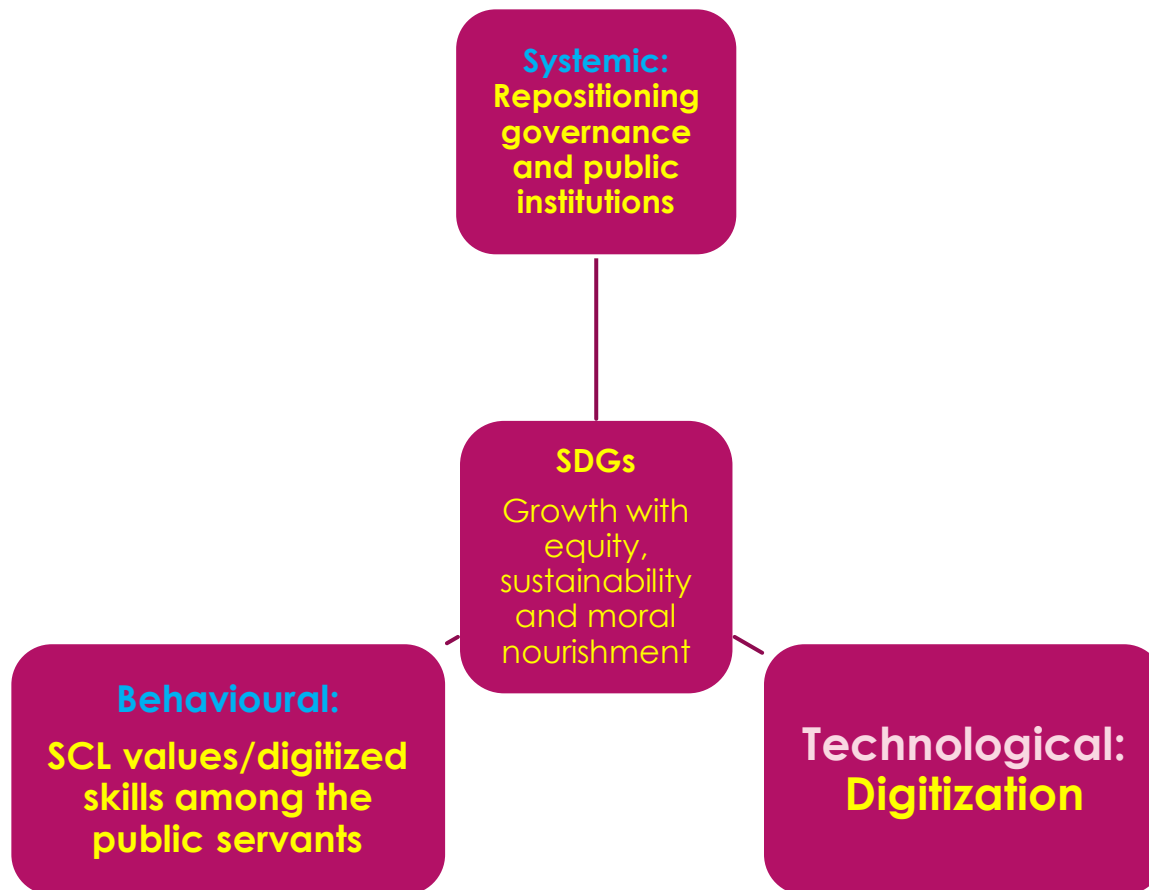 Systemic:
Repositioning
governance
and public
institutions
SDGs
Growth with
equity,
sustainability
and moral
nourishment
Behavioural:
SCL values/digitized
skills among the
public servants
Technological:
Digitization